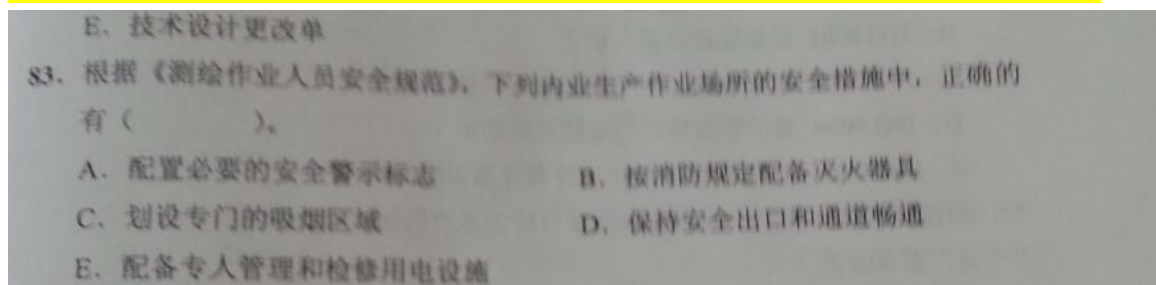 E、技术设计更改单
83．根据《测绘作业人员安全规范》，下列内业生产作业场所的安全措施中，正确的
有（　　　）。
A．配置必要的安全警示标志　　B、按消防规定配备灭火器具
C、划设专门的吸烟区域　　D、保持安全出口和通道畅通
E、配备专人管理和检修用电设施